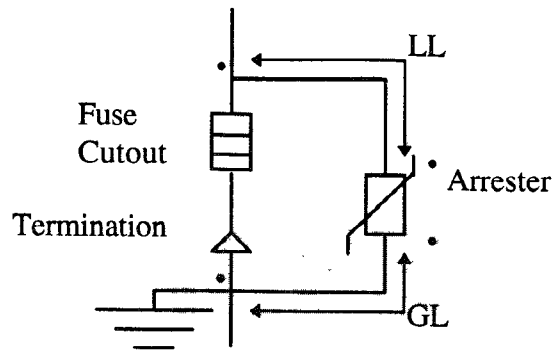 LL
Fuse
Cutout
Arrester
Termination
GL